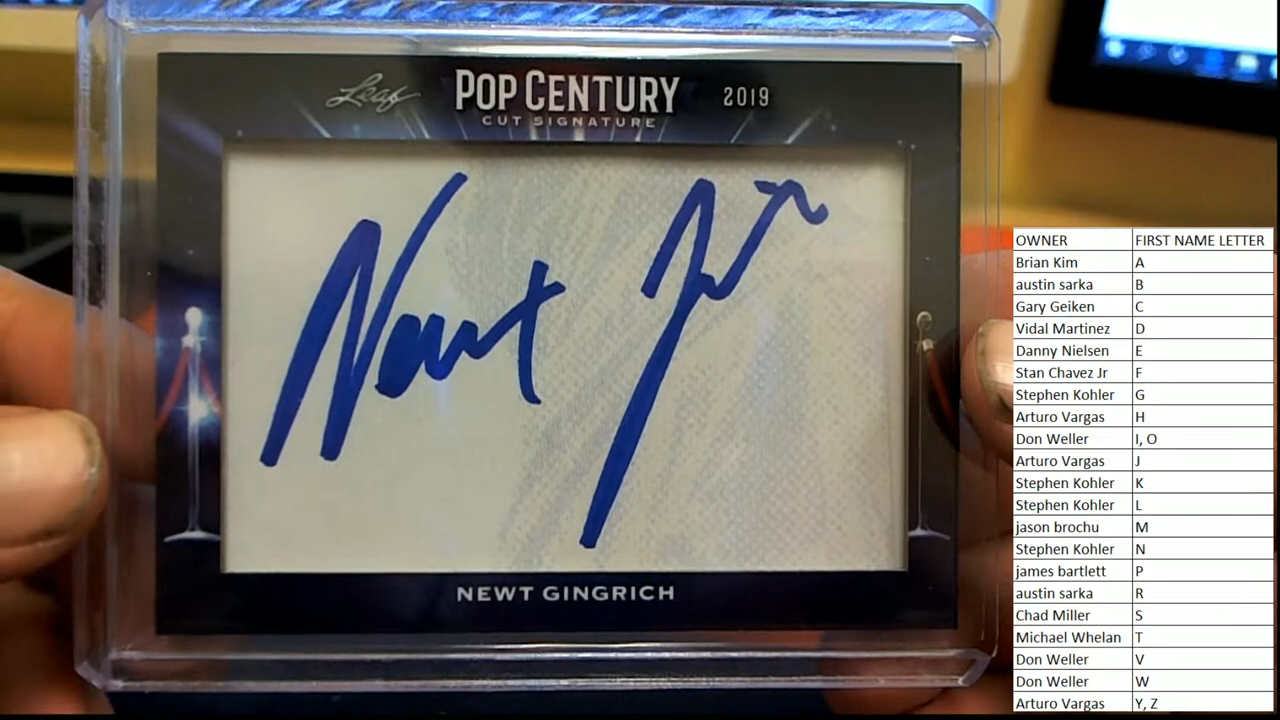 Leaf POP CENTURY 2019
CUT SIGNATURE
Newt
NEWT GINGRICH
OWNER FIRST NAME LETTER
Brian Kim A
austin sarka B
Gary Geiken C
Vidal Martinez D
Danny Nielsen E
Stan Chavez Jr F
Stephen Kohler G
Arturo Vargas H
Don Weller I, O
Arturo Vargas J
Stephen Kohler K
Stephen Kohler L
jason brochu M
Stephen Kohler N
james bartlett P
austin sarka R
Chad Miller S
Michael Whelan T
Don Weller V
Don Weller W
Arturo Vargas Y, Z